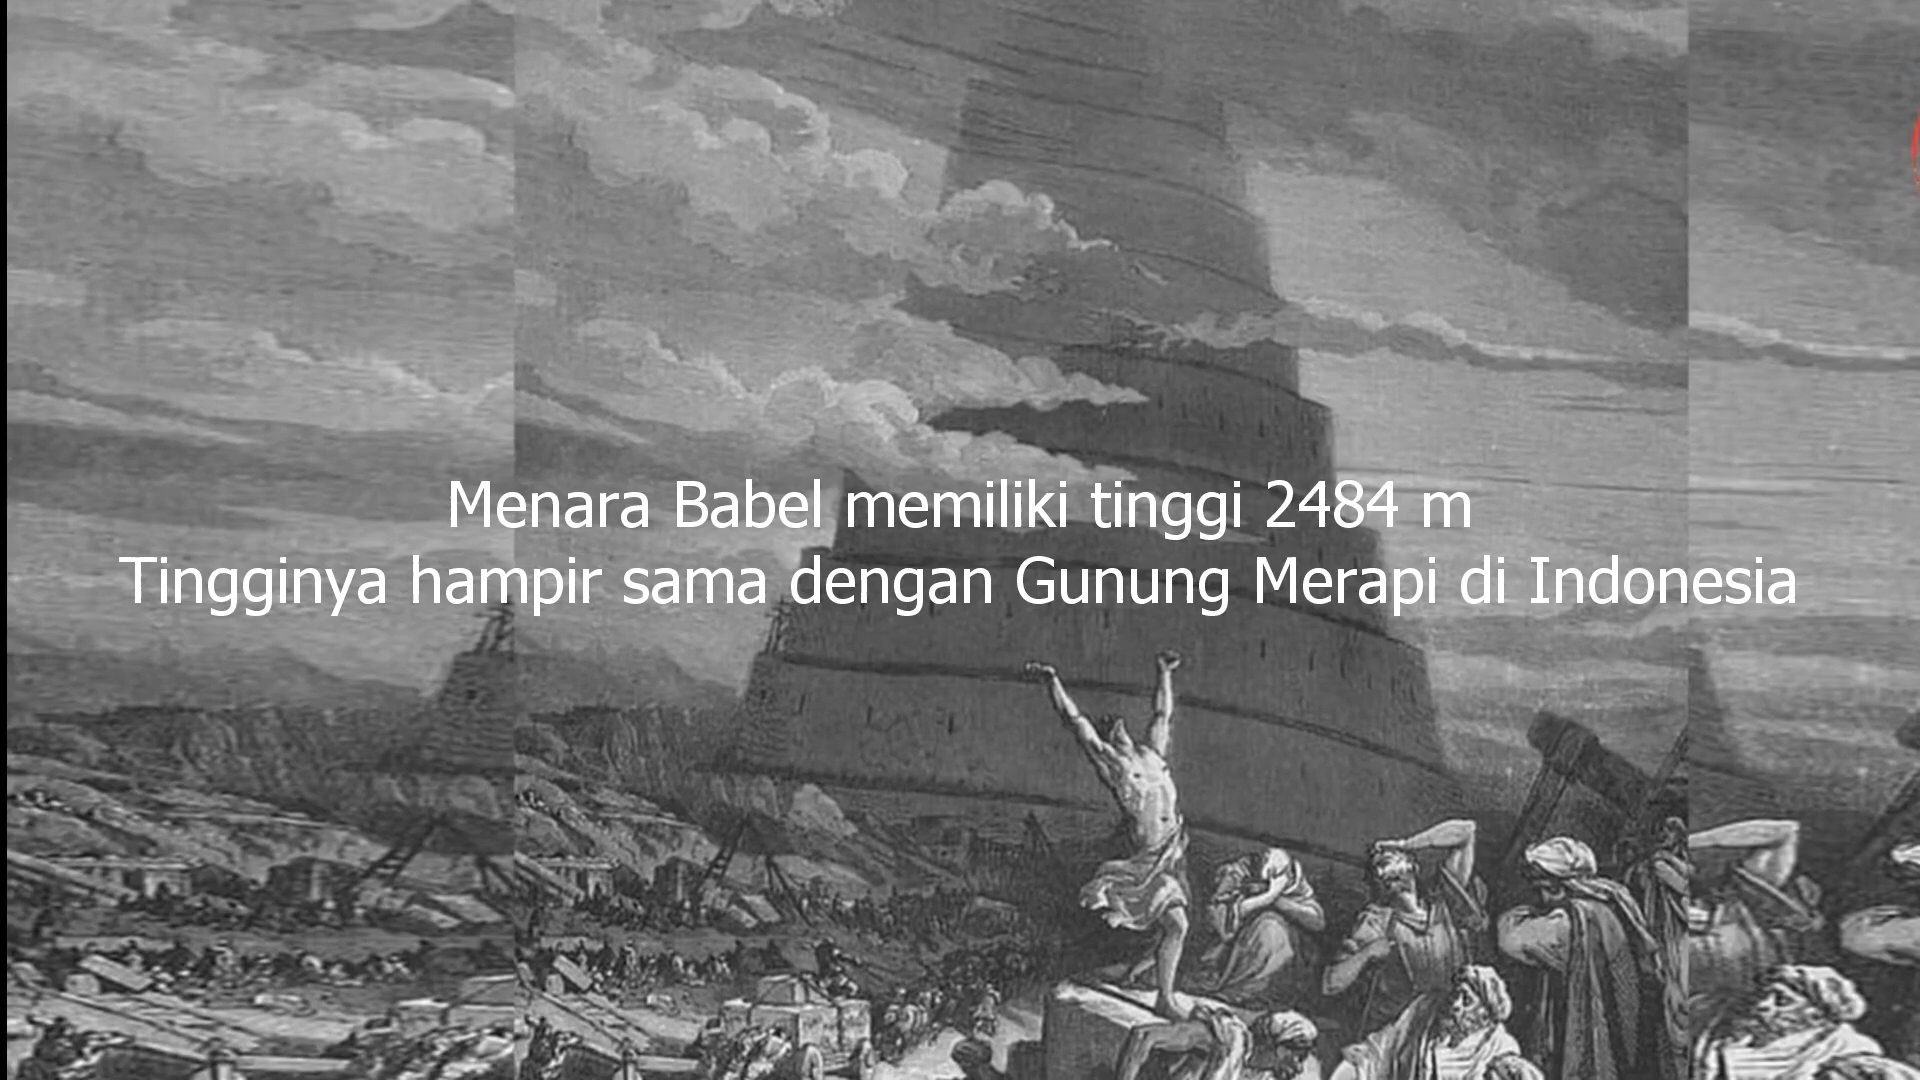 Menara Babel memiliki tinggi 2484 m
Tingginya hampir sama dengan Gunung Merapi di Indonesia